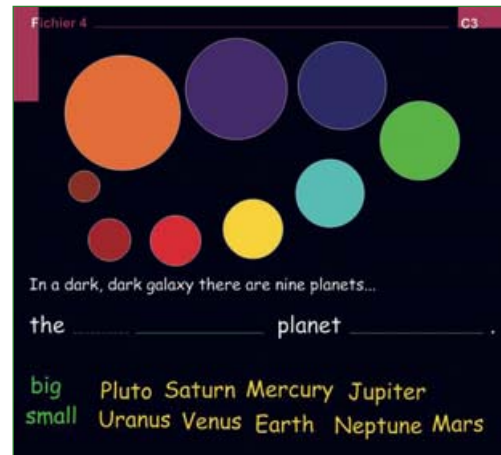 Fichier 4 C3
In a dark, dark galaxy there are nine planets...
the planet .
big Pluto Saturn Mercury Jupiter
small Uranus Venus Earth Neptune Mars